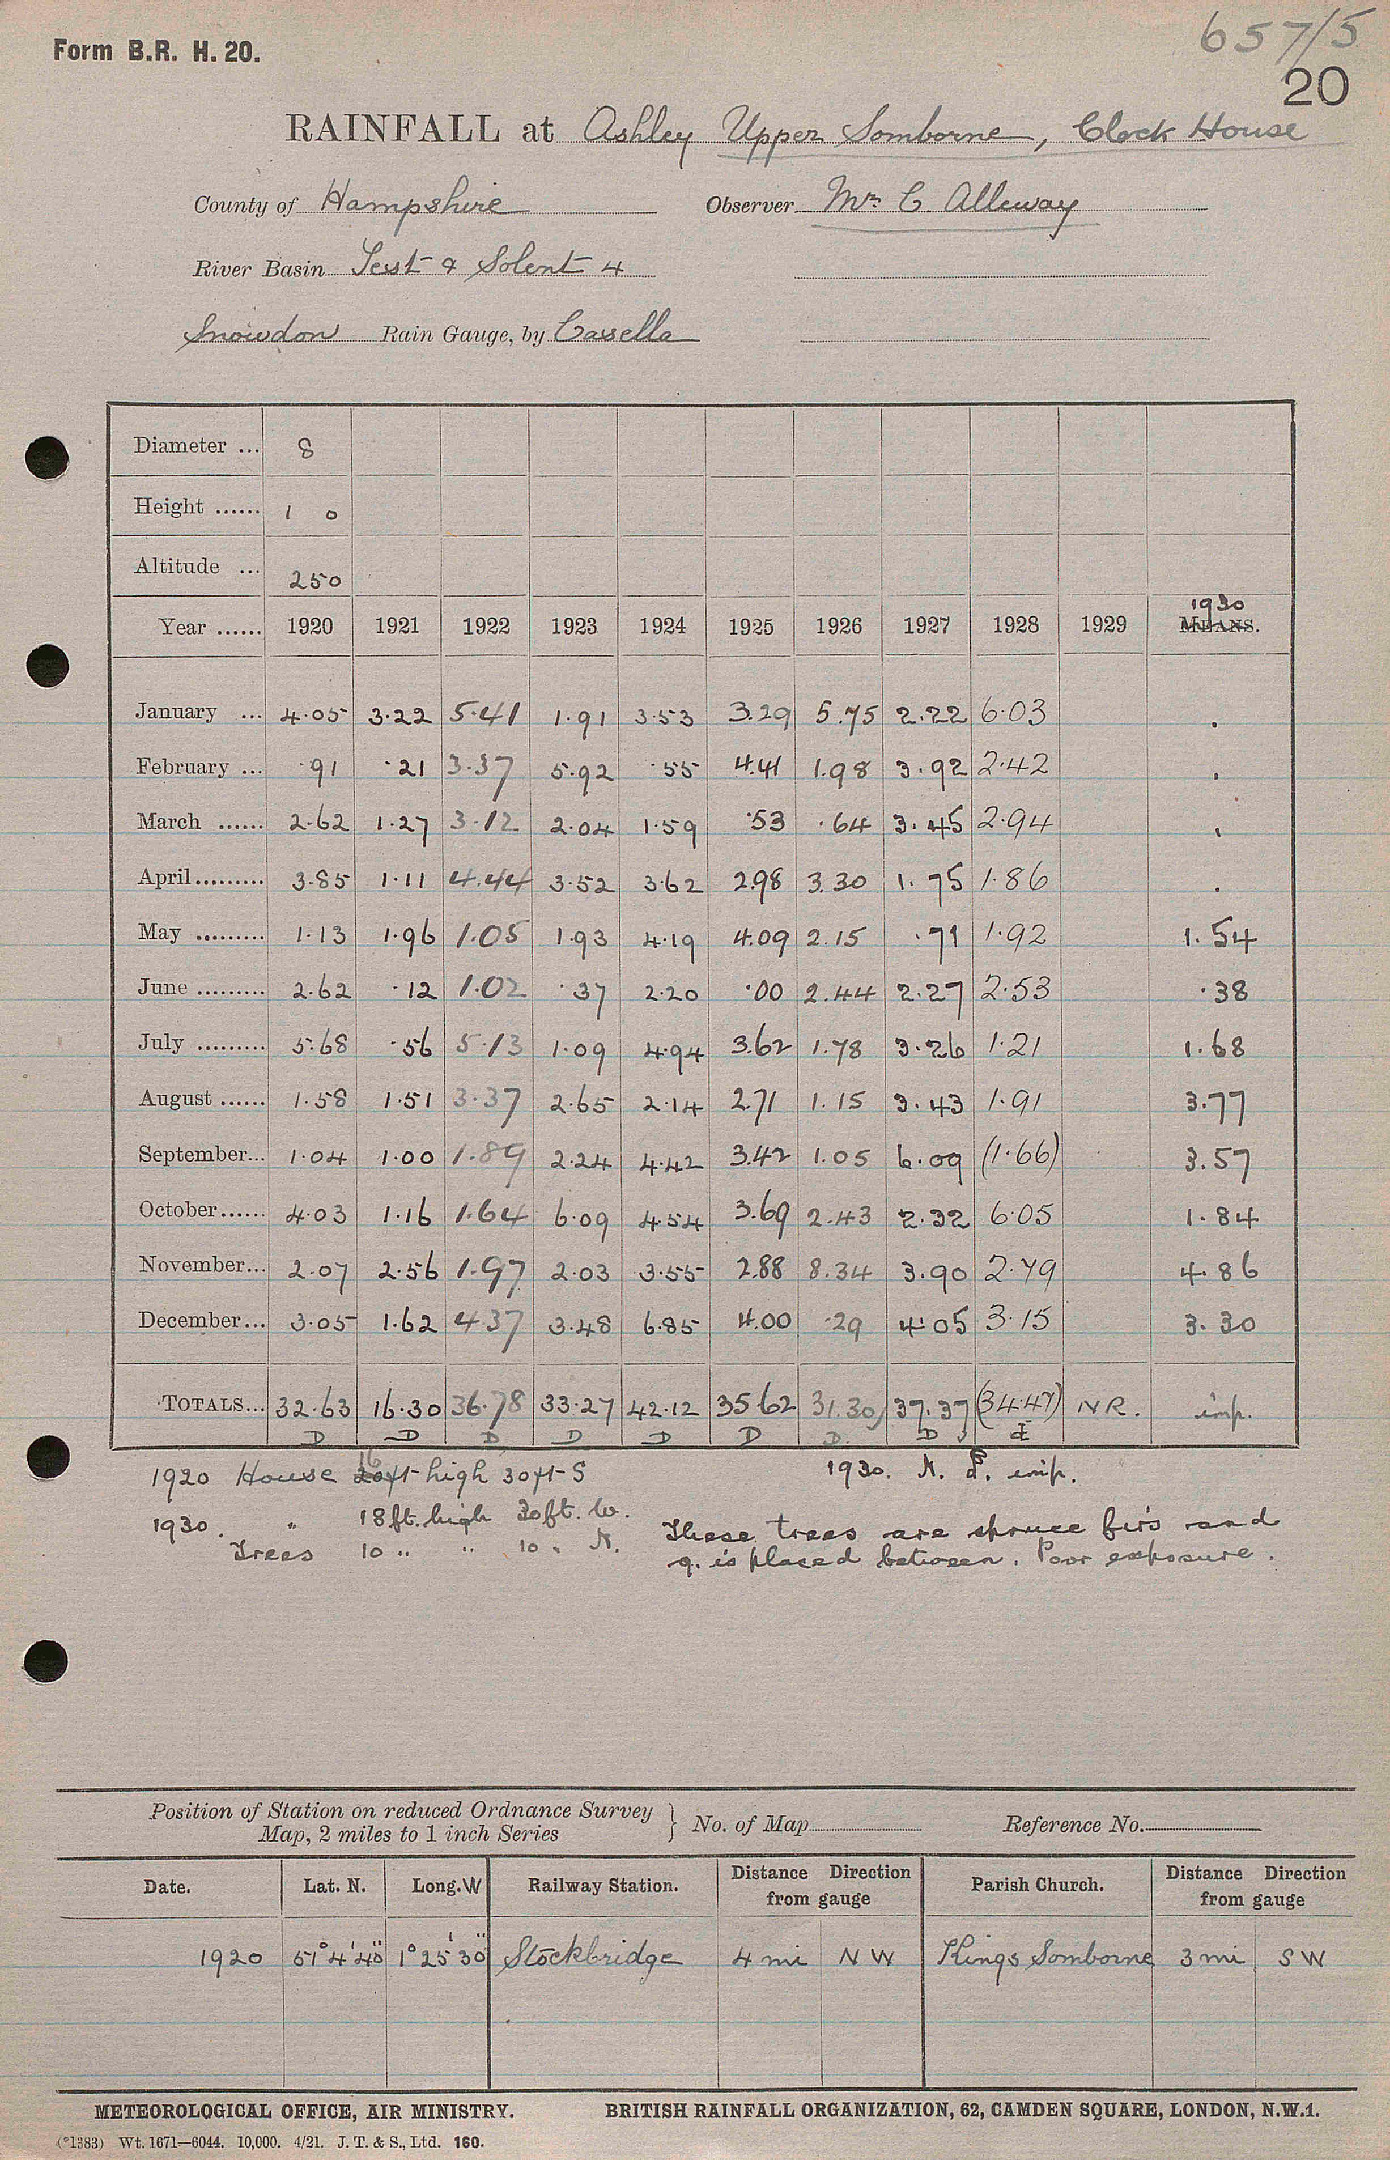 657/5
Form B.R. H. 20.
20
RAINFALL at Ashley Upper Somborne, Clock House
County of Hampshire Observer Mr C Alleway
River Basin Test & Solent 4
Snowdon Rain Gauge, by Casella
Diameter ... 8
Height ...... 1 0
Altitude ... 250
1930
Year ...... 1920 1921 1922 1923 1924 1925 1926 1927 1928 1929 MEANS.
January ... 4.05 3.22 5.41 1.91 3.53 3.29 5.75 2.22 6.03 .
February ... .91 .21 3.37 5.92 .55 4.41 1.98 3.92 2.42 .
March ...... 2.62 1.27 3.12 2.04 1.59 .53 .64 3.45 2.94 .
April......... 3.85 1.11 4.44 3.52 3.62 2.98 3.30 1.75 1.86 .
May ......... 1.13 1.96 1.05 1.93 4.19 4.09 2.15 .71 1.92 1.54
June ......... 2.62 .12 1.02 .37 2.20 .00 2.44 2.27 2.53 .38
July ......... 5.68 .56 5.13 1.09 4.94 3.62 1.78 3.26 1.21 1.68
August ...... 1.58 1.51 3.37 2.65 2.14 2.71 1.15 3.43 1.91 3.77
September... 1.04 1.00 1.89 2.24 4.42 3.42 1.05 6.09 (1.66) 3.57
October...... 4.03 1.16 1.64 6.09 4.54 3.69 2.43 2.32 6.05 1.84
November... 2.07 2.56 1.97 2.03 3.55 2.88 8.34 3.90 2.79 4.86
December... 3.05 1.62 4.37 3.48 6.85 4.00 .29 4.05 3.15 3.30
TOTALS... 32.63 16.30 36.78 33.27 42.12 35.62 31.30 37.37 (34.47) NR. imp.
D D D D D D D. D £
1920 House 16 ft high 30ft S 1930. N. £. imp.
1930. " 18ft. high 30ft. W. These trees are spruce firs and
Trees 10 " " 10 " N. g. is placed between. Poor exposure.
Position of Station on reduced Ordnance Survey Map, 2 miles to 1 inch Series } No. of Map Reference No.
Date. Lat. N. Long. W Railway Station. Distance Direction from gauge Parish Church. Distance Direction from gauge
1920 51° 4' 40" 1° 25' 30" Stockbridge 4 mi NW Kings Somborne 3 mi SW
METEOROLOGICAL OFFICE, AIR MINISTRY. BRITISH RAINFALL ORGANIZATION, 62, CAMDEN SQUARE, LONDON, N.W.1.
(*1383) Wt. 1671—6044. 10,000. 4/21. J. T. & S., Ltd. 160.